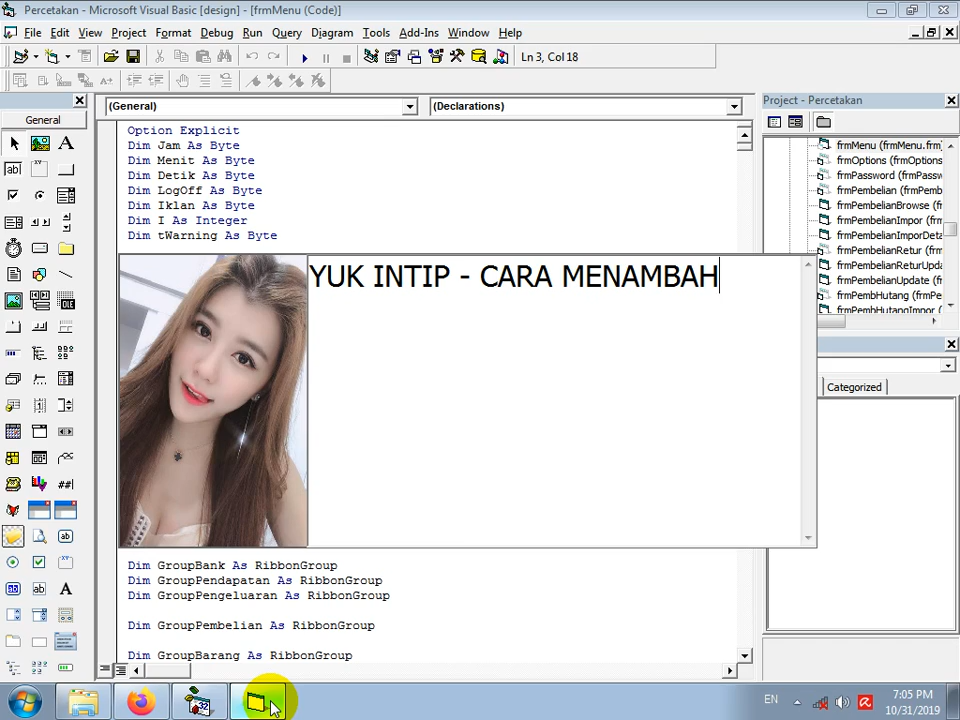 Percetakan - Microsoft Visual Basic [design] - [frmMenu (Code)]
File Edit View Project Format Debug Run Query Diagram Tools Add-Ins Window Help
Ln 3, Col 18
General
(General)
(Declarations)
Project - Percetakan
Option Explicit
Dim Jam As Byte
Dim Menit As Byte
Dim Detik As Byte
Dim LogOff As Byte
Dim Iklan As Byte
Dim I As Integer
Dim tWarning As Byte
frmMenu (frmMenu.frm)
frmOptions (frmOptions
frmPassword (frmPassw
frmPembelian (frmPemb
frmPembelianBrowse (f
frmPembelianImpor (frr
frmPembelianImporDeta
frmPembelianRetur (frr
frmPembelianReturUpda
frmPembelianUpdate (f
frmPembHutang (frmPe
frmPembHutangImpor (
YUK INTIP - CARA MENAMBAH
Categorized
Dim GroupBank As RibbonGroup
Dim GroupPendapatan As RibbonGroup
Dim GroupPengeluaran As RibbonGroup
Dim GroupPembelian As RibbonGroup
Dim GroupBarang As RibbonGroup
EN
7:05 PM
10/31/2019